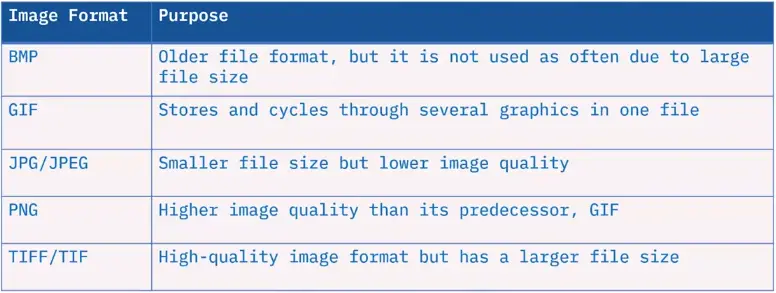 Image Format Purpose
BMP Older file format, but it is not used as often due to large
file size
GIF Stores and cycles through several graphics in one file
JPG/JPEG Smaller file size but lower image quality
PNG Higher image quality than its predecessor, GIF
TIFF/TIF High-quality image format but has a larger file size